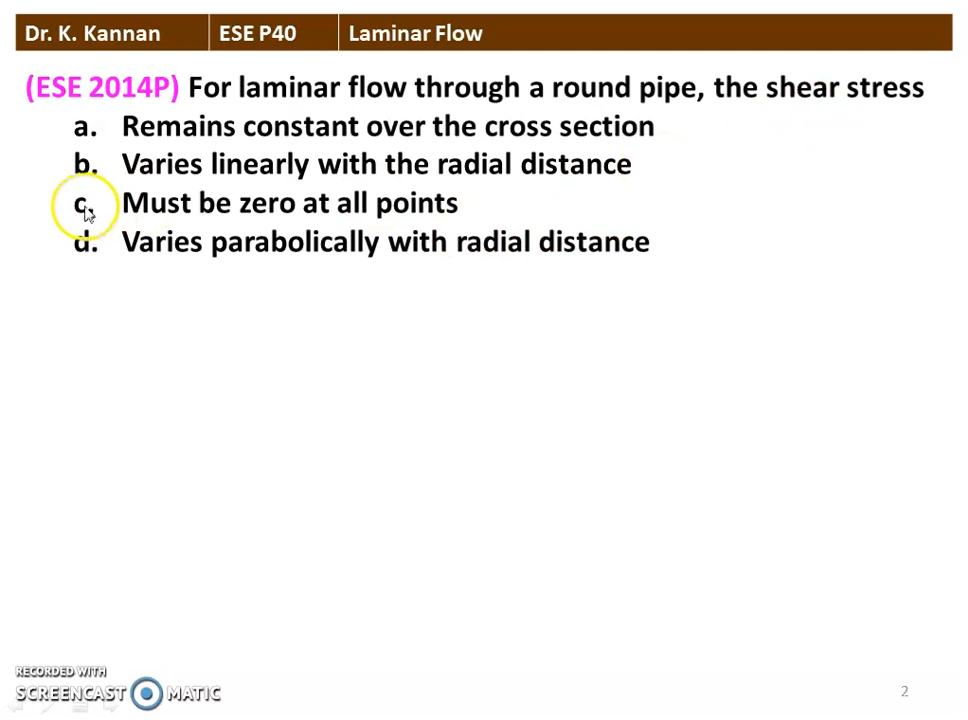 Dr. K. Kannan ESE P40 Laminar Flow
(ESE 2014P) For laminar flow through a round pipe, the shear stress
a. Remains constant over the cross section
b. Varies linearly with the radial distance
c. Must be zero at all points
d. Varies parabolically with radial distance
RECORDED WITH
SCREENCAST MATIC
2